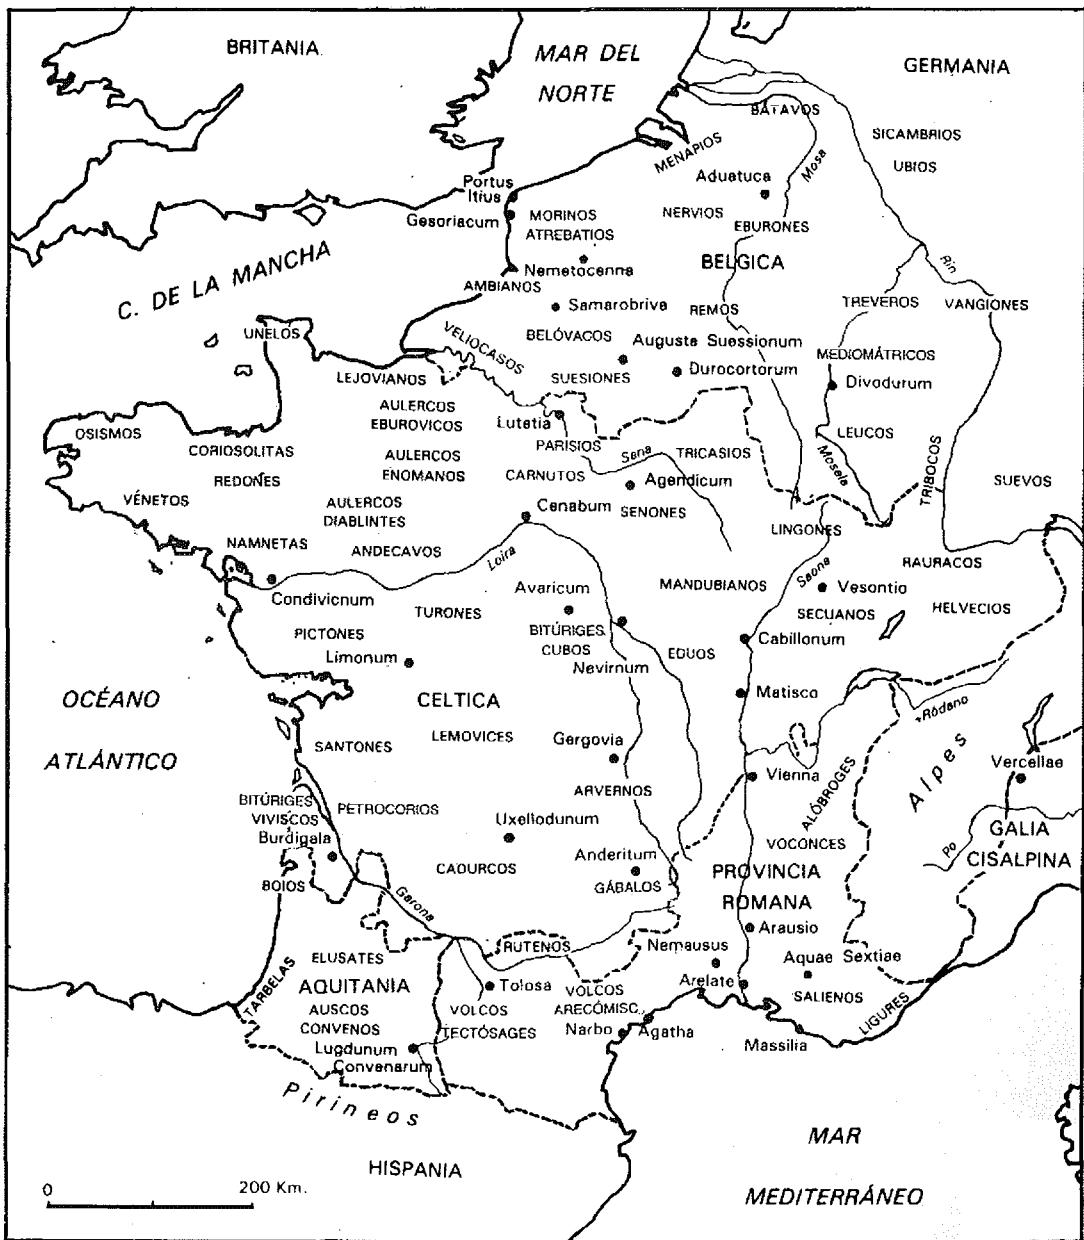 BRITANIA
MAR DEL
NORTE
GERMANIA
BÁTAVOS
SICAMBRIOS
UBIOS
MENAPIOS
Mosa
Portus
Itius
Aduatuca
Gesoriacum
MORINOS
NERVIOS
ATREBATIOS
EBURONES
C. DE LA MANCHA
Nemetocenna
BELGICA
Rin
AMBIANOS
Samarobriva
REMOS
TREVEROS
VANGIONES
UNELOS
VELIOCASOS
BELÓVACOS
Augusta Suessionum
MEDIOMÁTRICOS
LEJOVIANOS
SUESIONES
Durocortorum
Divodurum
AULERCOS
EBUROVICOS
Lutetia
OSISMOS
PARISIOS
LEUCOS
CORIOSOLITAS
AULERCOS
ENOMANOS
Sena
TRICASIOS
Mosela
TRIBOCOS
REDONES
CARNUTOS
Agendicum
SUEVOS
VÉNETOS
AULERCOS
DIABLINTES
Cenabum
SENONES
LINGONES
NAMNETAS
ANDECAVOS
Loira
RAURACOS
Condivicnum
Avaricum
MANDUBIANOS
Saona
Vesontio
TURONES
SECUANOS
HELVECIOS
PICTONES
BITÚRIGES
CUBOS
Cabillonum
Limonum
Nevirnum
EDUOS
OCÉANO
ATLÁNTICO
CELTICA
Matisco
Ródano
SANTONES
LEMOVICES
Gergovia
Alpes
Vercellae
Vienna
ARVERNOS
ALÓBROGES
BITÚRIGES
VIVISCOS
PETROCORIOS
Burdigala
Uxellodunum
VOCONCES
Po
GALIA
CISALPINA
Anderitum
CADURCOS
PROVINCIA
ROMANA
BOIOS
GÁBALOS
Garona
Arausio
RUTENOS
Nemausus
ELUSATES
Aquae Sextiae
TARBELAS
AQUITANIA
Tolosa
Arelate
VOLCOS
ARECÓMISC.
SALIENOS
LIGURES
AUSCOS
CONVENOS
VOLCOS
TECTÓSAGES
Narbo
Agatha
Massilia
Lugdunum
Convenarum
Pirineos
MAR
MEDITERRÁNEO
HISPANIA
0 200 Km.